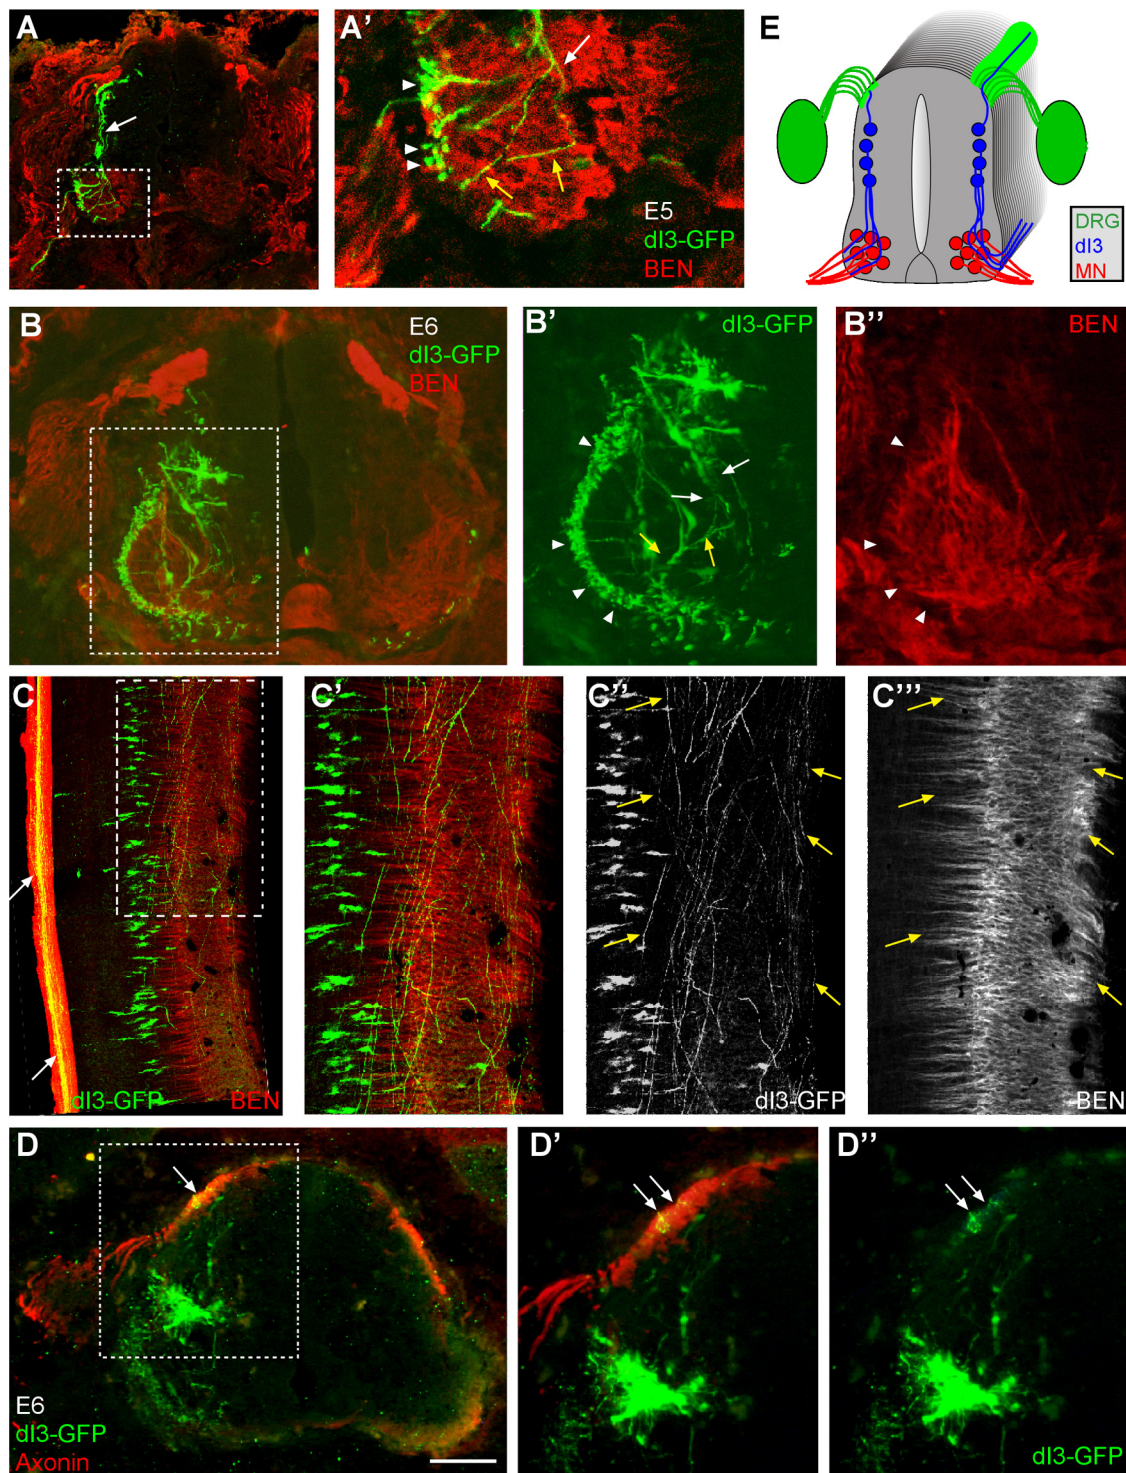 A
A'
E5
dI3-GFP
BEN
E
DRG
dI3
MN
B
E6
dI3-GFP
BEN
B'
dI3-GFP
B''
BEN
C
dI3-GFP
BEN
C'
C''
dI3-GFP
C'''
BEN
D
E6
dI3-GFP
Axonin
D'
D''
dI3-GFP